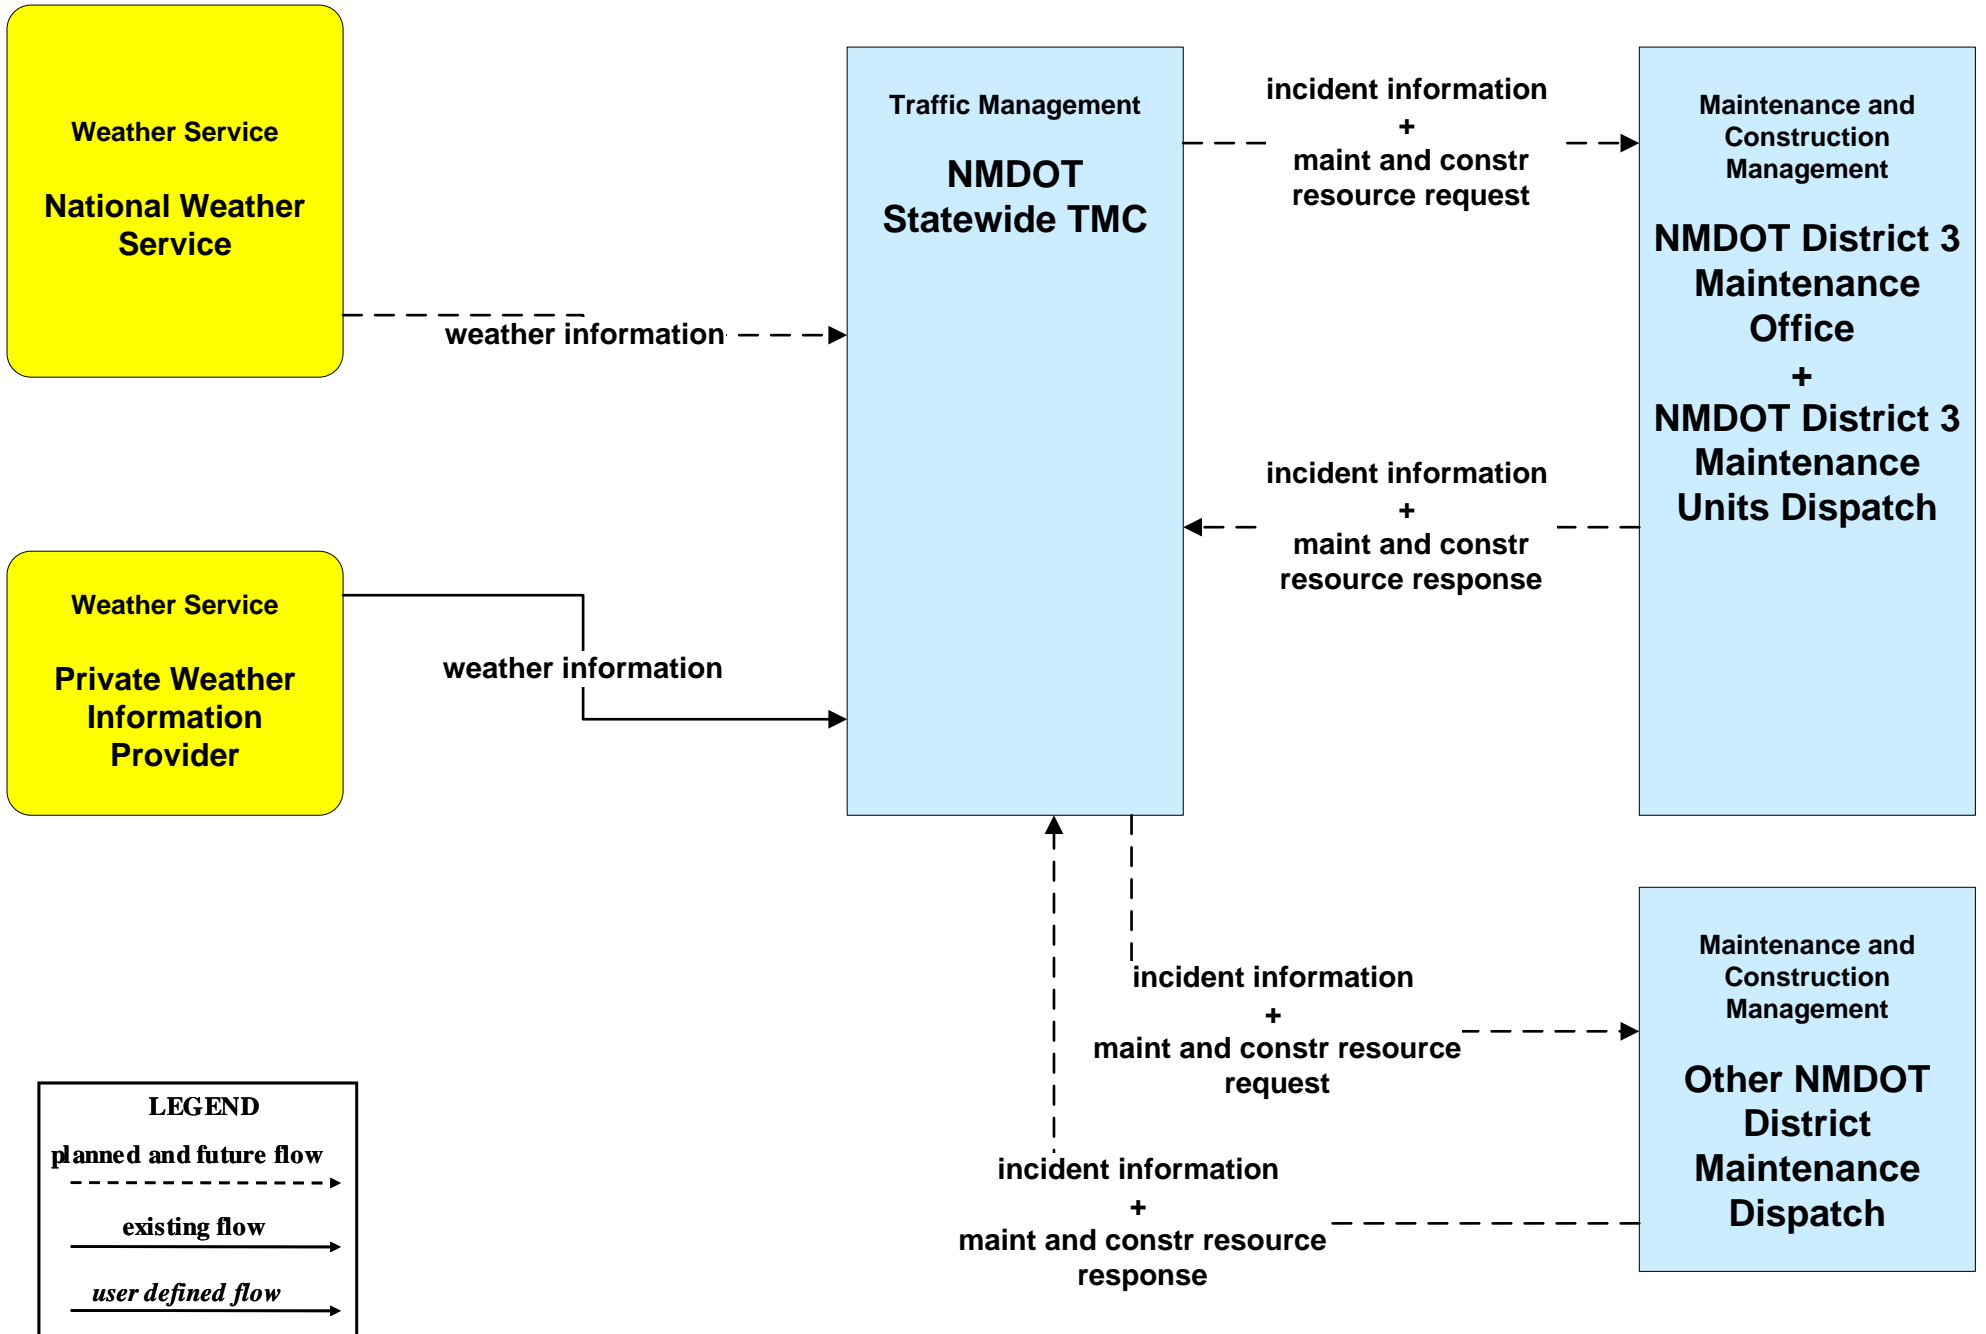 Weather Service
National Weather
Service
weather information
Weather Service
Private Weather
Information
Provider
weather information
Traffic Management
NMDOT
Statewide TMC
incident information
+
maint and constr
resource request
incident information
+
maint and constr
resource response
Maintenance and
Construction
Management
NMDOT District 3
Maintenance
Office
+
NMDOT District 3
Maintenance
Units Dispatch
incident information
+
maint and constr resource
request
incident information
+
maint and constr resource
response
Maintenance and
Construction
Management
Other NMDOT
District
Maintenance
Dispatch
LEGEND
planned and future flow
existing flow
user defined flow